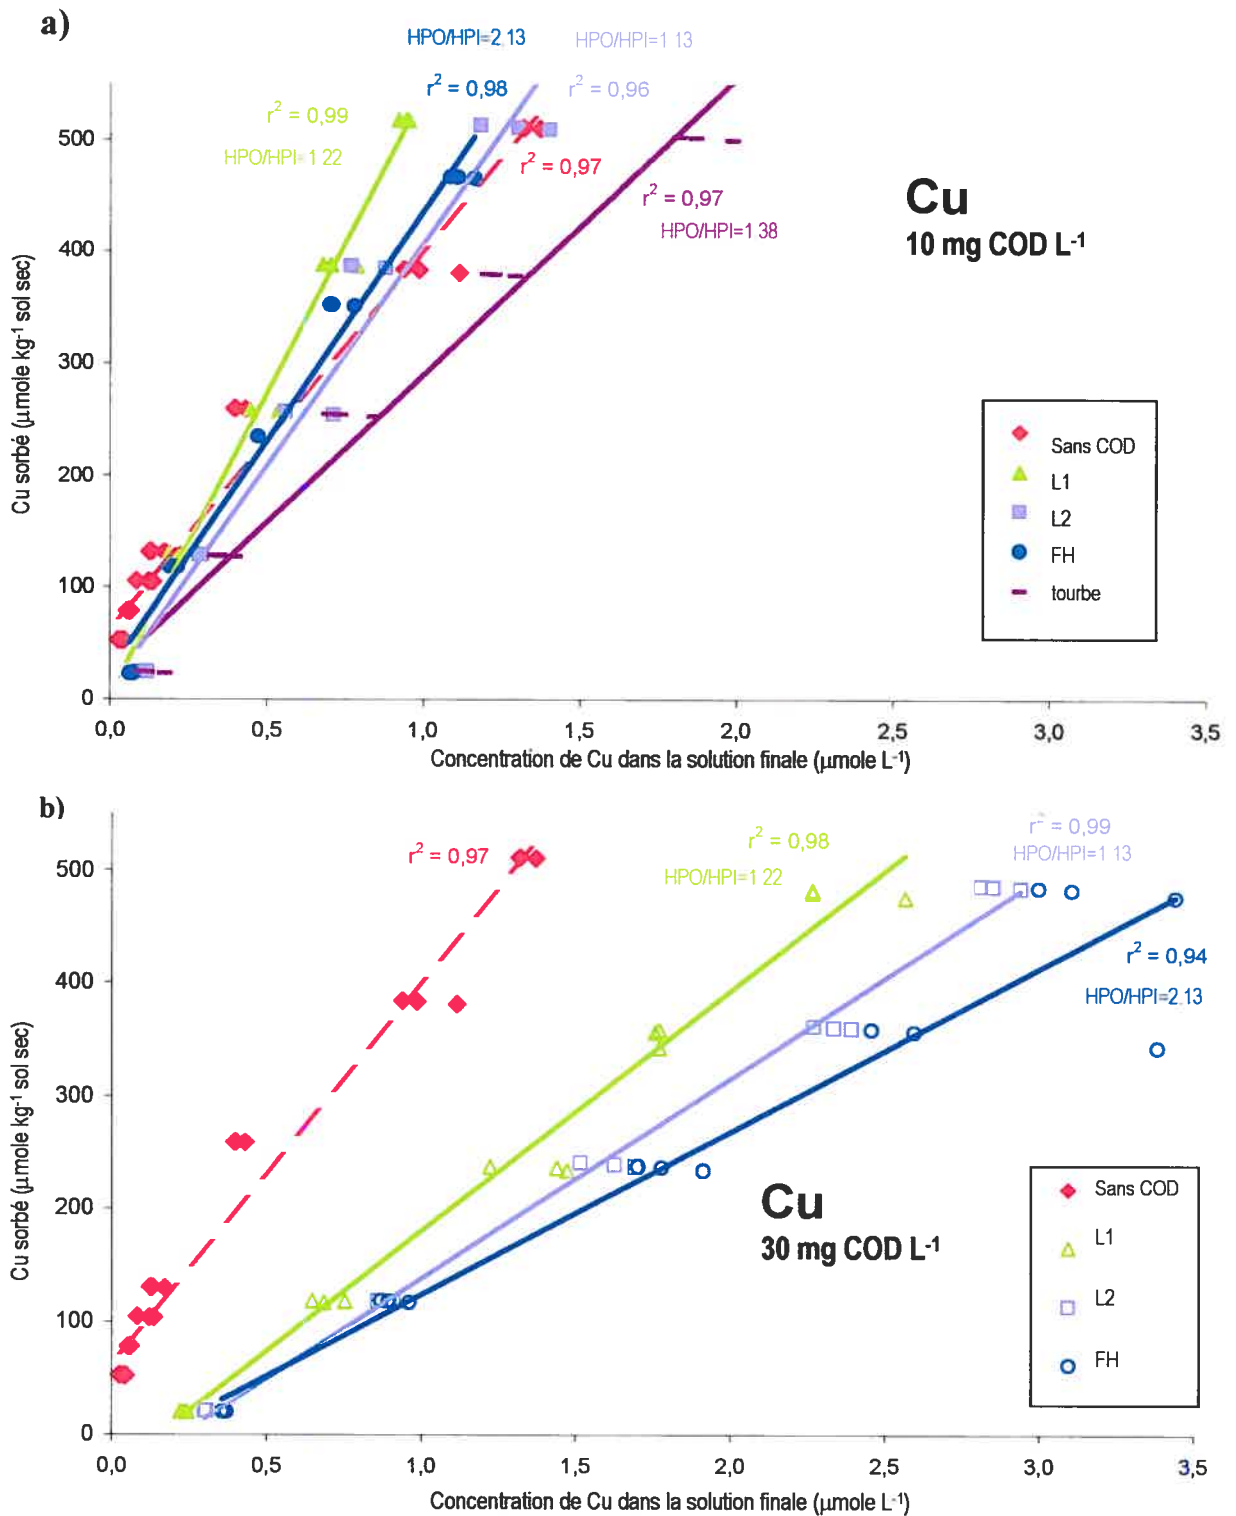 a)
HPO/HPI=2.13
HPO/HPI=1 13
r² = 0,98
r² = 0,96
r² = 0,99
HPO/HPI=1 22
r² = 0,97
r² = 0,97
HPO/HPI=1 38
Cu
10 mg COD L⁻¹
500
400
300
200
100
0
Cu sorbé (µmole kg⁻¹ sol sec)
Sans COD
L1
L2
FH
tourbe
0,0 0,5 1,0 1,5 2,0 2,5 3,0 3,5
Concentration de Cu dans la solution finale (µmole L⁻¹)
b)
r² = 0,97
r² = 0,98
HPO/HPI=1 22
r² = 0,99
HPO/HPI=1 13
r² = 0,94
HPO/HPI=2.13
Cu
30 mg COD L⁻¹
500
400
300
200
100
0
Cu sorbé (µmole kg⁻¹ sol sec)
Sans COD
L1
L2
FH
0,0 0,5 1,0 1,5 2,0 2,5 3,0 3,5
Concentration de Cu dans la solution finale (µmole L⁻¹)